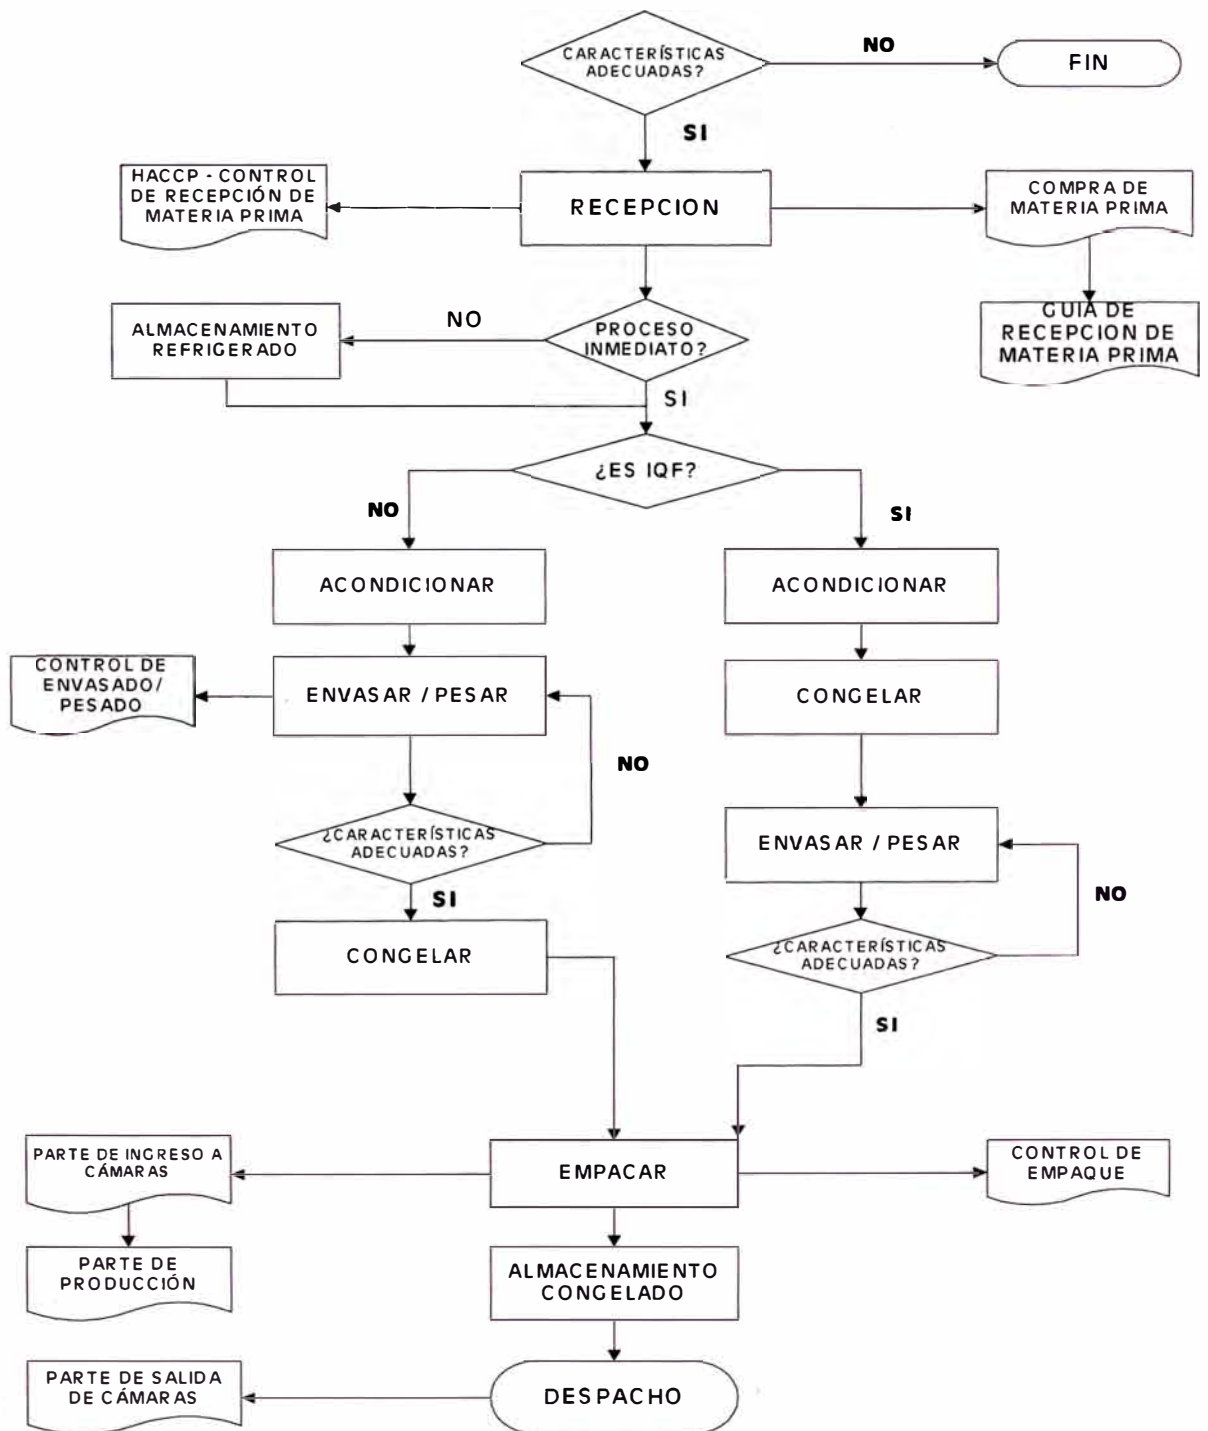 CARACTERÍSTICAS
ADECUADAS?
NO
FIN
SI
HACCP - CONTROL
DE RECEPCIÓN DE
MATERIA PRIMA
RECEPCION
COMPRA DE
MATERIA PRIMA
GUIA DE
RECEPCION DE
MATERIA PRIMA
ALMACENAMIENTO
REFRIGERADO
NO
PROCESO
INMEDIATO?
SI
¿ES IQF?
NO
SI
ACONDICIONAR
ACONDICIONAR
CONTROL DE
ENVASADO/
PESADO
ENVASAR / PESAR
CONGELAR
NO
¿CARACTERÍSTICAS
ADECUADAS?
ENVASAR / PESAR
SI
NO
CONGELAR
¿CARACTERÍSTICAS
ADECUADAS?
SI
PARTE DE INGRESO A
CÁMARAS
EMPACAR
CONTROL DE
EMPAQUE
PARTE DE
PRODUCCIÓN
ALMACENAMIENTO
CONGELADO
PARTE DE SALIDA
DE CÁMARAS
DESPACHO